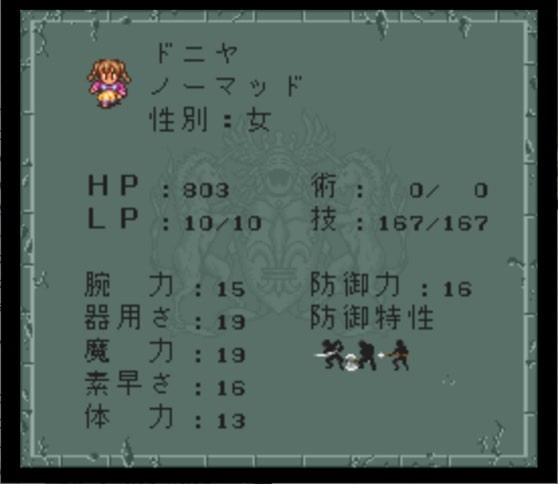 ドニヤ
ノーマッド
性別：女
HP：803 術： 0/ 0
LP：10/10 技：167/167
腕 力：15 防御力：16
器用さ：19 防御特性
魔 力：19
素早さ：16
体 力：13